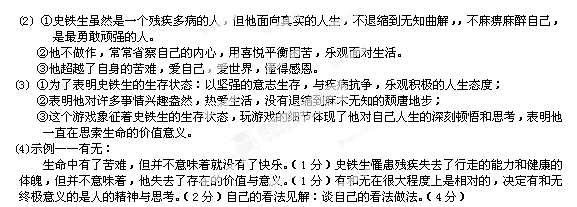 (2) ①史铁生虽然是一个残疾多病的人，但他面向真实的人生，不退缩到无知曲解，，不麻痹麻醉自己，
是最勇敢顽强的人。
②他不做作，常常省察自己的内心，用喜悦平衡困苦，乐观面对生活。
③他超越了自身的苦难，爱自己，爱世界，懂得感恩。
(3) ①为了表明史铁生的生存状态：以坚强的意志生存，与疾病抗争，乐观积极的人生态度；
②表明他对许多事情兴趣盎然，热爱生活，没有退缩到麻木无知的颓唐地步；
③这个游戏象征着史铁生的生存状态，玩游戏的细节体现了他对自己人生的深刻顿悟和思考，表明他
一直在思索生命的价值意义。
(4)示例一——有无：
生命中有了苦难，但并不意味着就没有了快乐。（1分）史铁生罹患残疾失去了行走的能力和健康的
体魄，但并不意味着，他失去了存在的价值与意义。（1分）有和无在很大程度上是相对的，决定有和无
终极意义的是人的精神与思考。（2分）自己的看法见解：谈自己的看法做法。（4分）